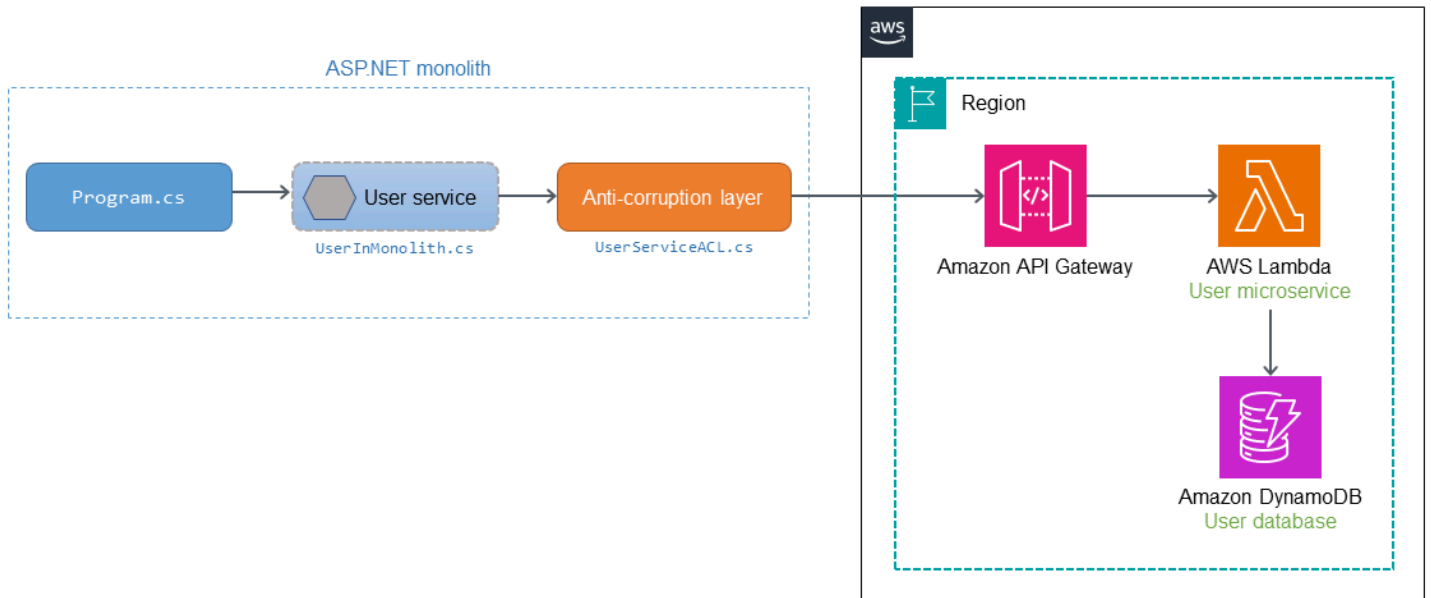 ASP.NET monolith
Program.cs
User service
UserInMonolith.cs
Anti-corruption layer
UserServiceACL.cs
aws
Region
</>
Amazon API Gateway
AWS Lambda
User microservice
Amazon DynamoDB
User database